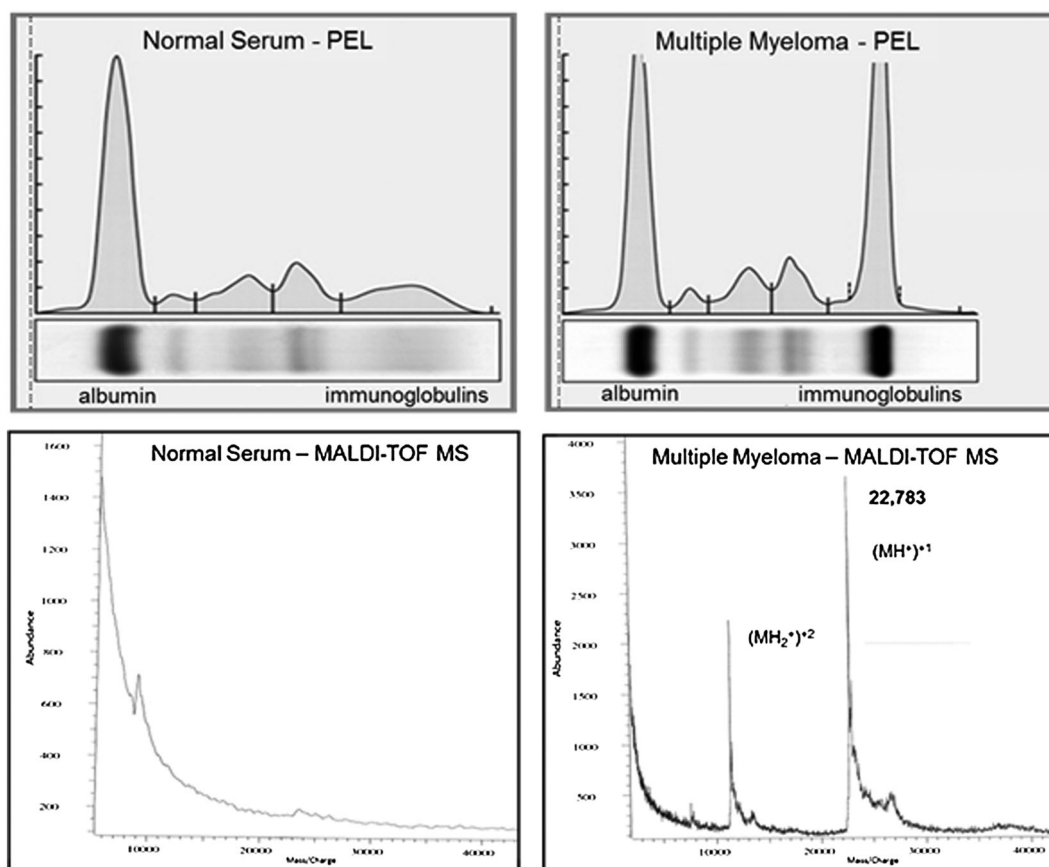 Normal Serum - PEL
albumin
immunoglobulins
Multiple Myeloma - PEL
albumin
immunoglobulins
Normal Serum – MALDI-TOF MS
1600
1400
1200
1000
800
600
400
200
Abundance
10000
20000
30000
40000
Mass/Charge
Multiple Myeloma – MALDI-TOF MS
22,783
(MH⁺)⁺¹
(MH₂⁺)⁺²
4000
3500
3000
2500
2000
1500
1000
500
Abundance
10000
20000
30000
40000
Mass/Charge